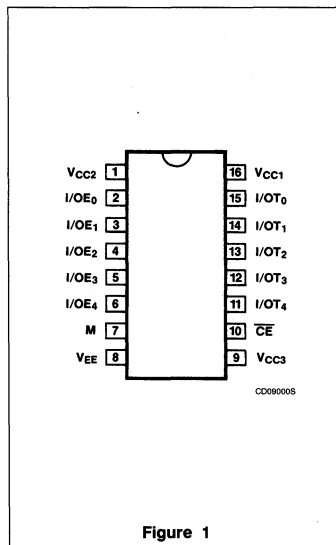 VCC2 1 16 VCC1
I/OE0 2 15 I/OT0
I/OE1 3 14 I/OT1
I/OE2 4 13 I/OT2
I/OE3 5 12 I/OT3
I/OE4 6 11 I/OT4
M 7 10 C̅E̅
VEE 8 9 VCC3
CD09000S
Figure 1